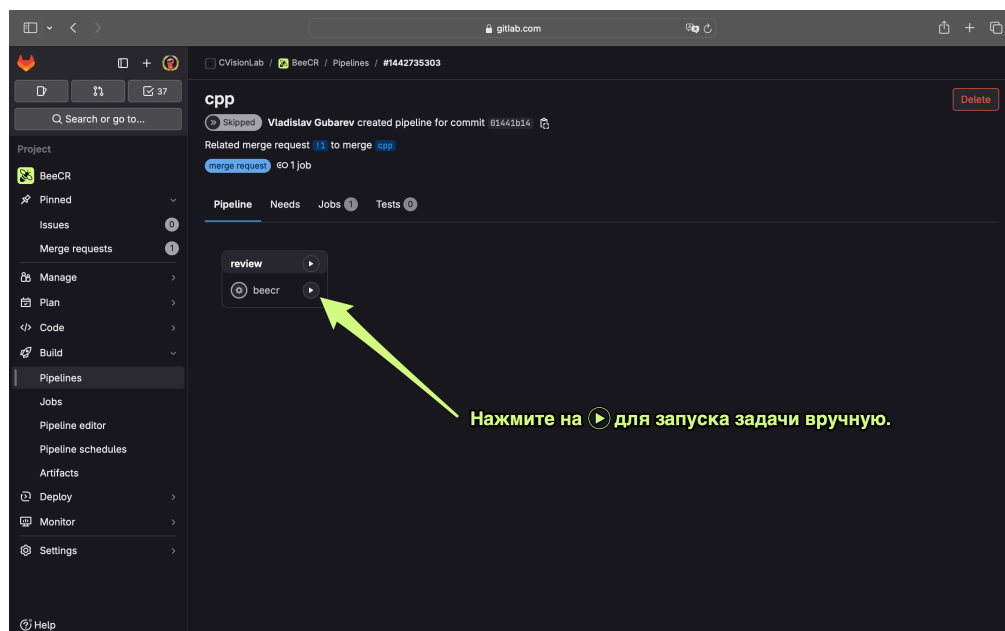 gitlab.com
CVisionLab / BeeCR / Pipelines / #1442735303
37
Search or go to...
Project
BeeCR
Pinned
Issues 0
Merge requests 1
Manage
Plan
Code
Build
Pipelines
Jobs
Pipeline editor
Pipeline schedules
Artifacts
Deploy
Monitor
Settings
Help
cpp
Delete
Skipped Vladislav Gubarev created pipeline for commit 01441b14
Related merge request !1 to merge cpp
merge request 1 job
Pipeline Needs Jobs 1 Tests 0
review
beecr
Нажмите на для запуска задачи вручную.